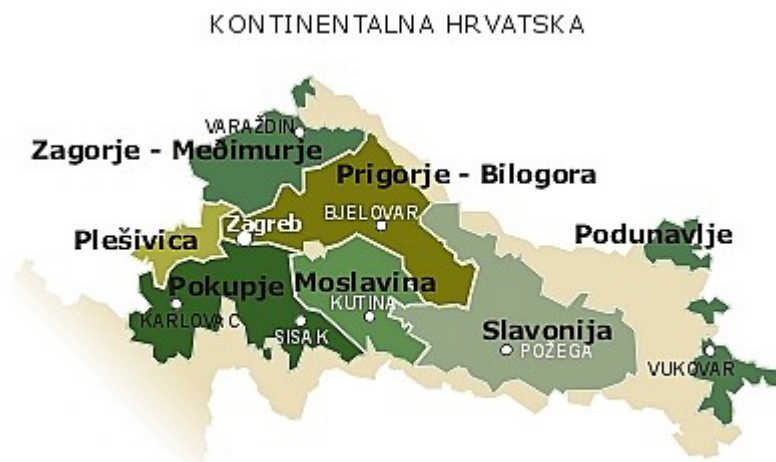 KONTINENTALNA HRVATSKA
VARAŽDIN
Zagorje - Međimurje
Prigorje - Bilogora
BJELOVAR
Zagreb
Plešivica
Podunavlje
Pokupje
Moslavina
KARLOVAC
KUTINA
SISAK
Slavonija
POŽEGA
VUKOVAR